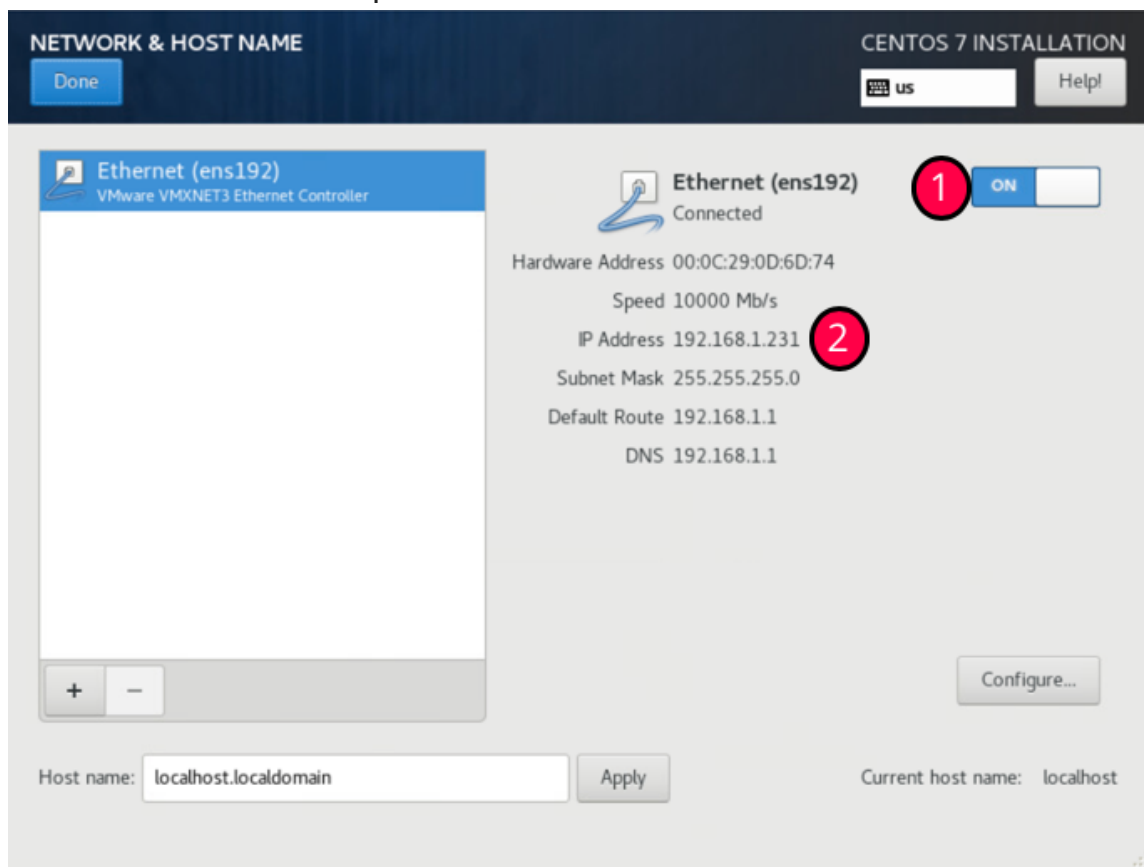 NETWORK & HOST NAME
CENTOS 7 INSTALLATION
Done
us
Help!
Ethernet (ens192)
VMware VMXNET3 Ethernet Controller
Ethernet (ens192)
Connected
1
ON
Hardware Address 00:0C:29:0D:6D:74
Speed 10000 Mb/s
IP Address 192.168.1.231
2
Subnet Mask 255.255.255.0
Default Route 192.168.1.1
DNS 192.168.1.1
+ −
Configure...
Host name: localhost.localdomain
Apply
Current host name: localhost